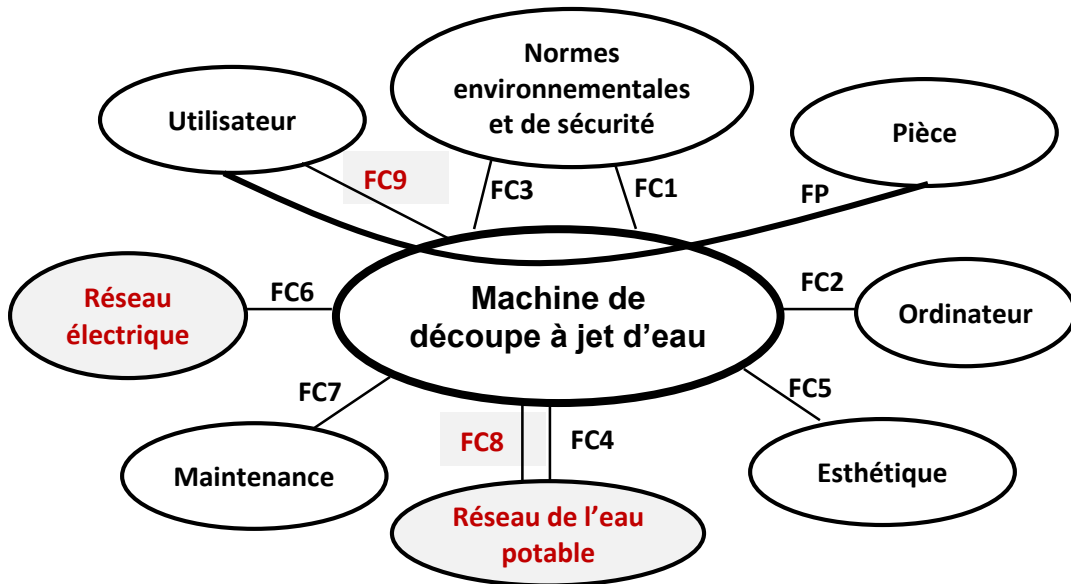 Normes
environnementales
et de sécurité
Utilisateur
Pièce
FC9
FC3
FC1
FP
Réseau
électrique
FC6
Machine de
découpe à jet d'eau
FC2
Ordinateur
FC7
FC5
Maintenance
FC8
FC4
Esthétique
Réseau de l'eau
potable